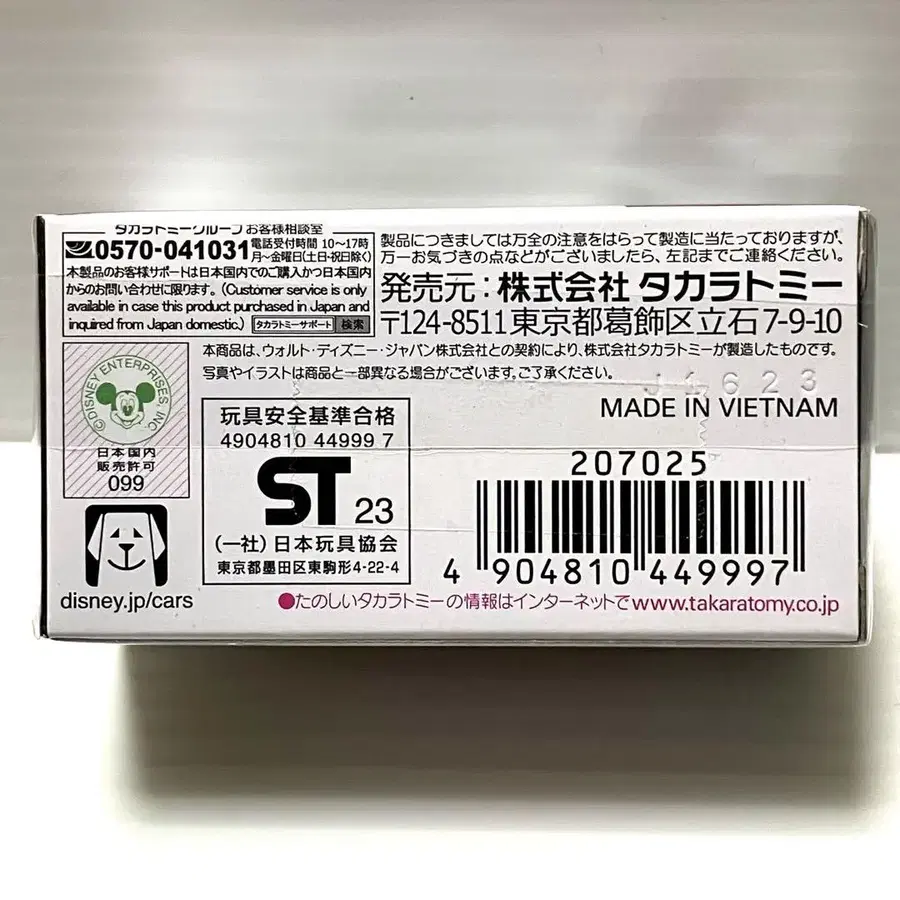 タカラトミーグループ お客様相談室
0570-041031 電話受付時間 10〜17時
月〜金曜日(土・日・祝日除く)
本製品のお客様サポートは日本国内でのご購入かつ日本国内
からのお問い合わせに限ります。(Customer service is only
available in case this product purchased in Japan and
inquired from Japan domestic.) タカラトミーサポート 検索
製品につきましては万全の注意をはらって製造に当たっておりますが、
万一お気づきの点などがございましたら、左記までご連絡ください。
発売元:株式会社 タカラトミー
〒124-8511東京都葛飾区立石7-9-10
本商品は、ウォルト・ディズニー・ジャパン株式会社との契約により、株式会社タカラトミーが製造したものです。
写真やイラストは商品と一部異なる場合がございます。ご了承ください。
J1623
MADE IN VIETNAM
©DISNEY ENTERPRISES, INC.
日本国内
販売許可
099
disney.jp/cars
玩具安全基準合格
4904810 44999 7
ST 23
(一社)日本玩具協会
東京都墨田区東駒形4-22-4
207025
4 904810 449997
●たのしいタカラトミーの情報はインターネットで www.takaratomy.co.jp